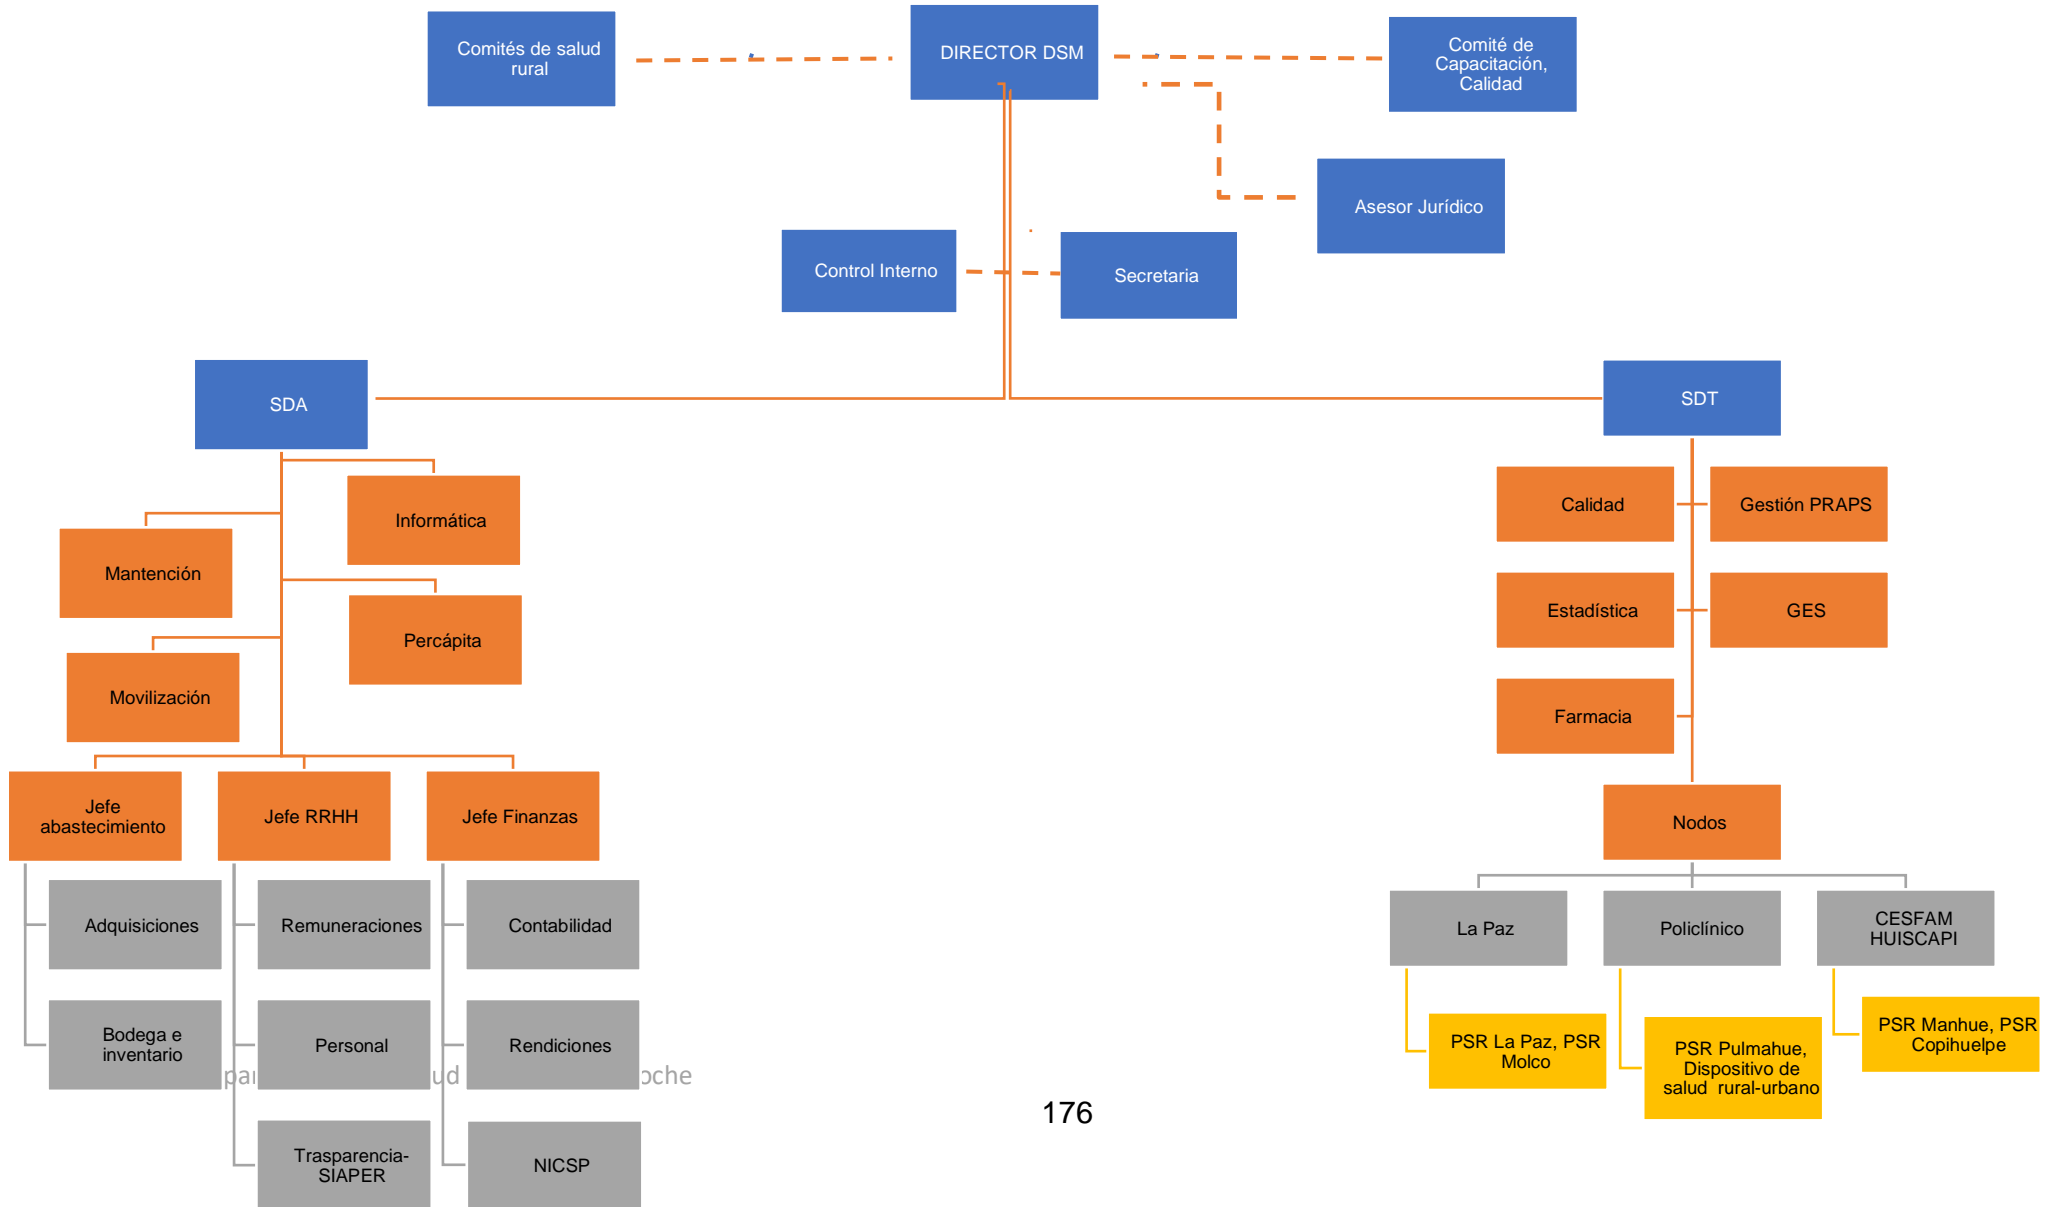 Comités de salud
rural
DIRECTOR DSM
Comité de
Capacitación,
Calidad
Asesor Jurídico
Control Interno
Secretaria
SDA
SDT
Informática
Mantención
Percápita
Movilización
Calidad
Gestión PRAPS
Estadística
GES
Farmacia
Nodos
Jefe
abastecimiento
Jefe RRHH
Jefe Finanzas
Adquisiciones
Remuneraciones
Contabilidad
La Paz
Policlínico
CESFAM
HUISCAPI
Bodega e
inventario
Personal
Rendiciones
PSR La Paz, PSR
Molco
PSR Pulmahue,
Dispositivo de
salud rural-urbano
PSR Manhue, PSR
Copihuelpe
Trasparencia-
SIAPER
NICSP
176